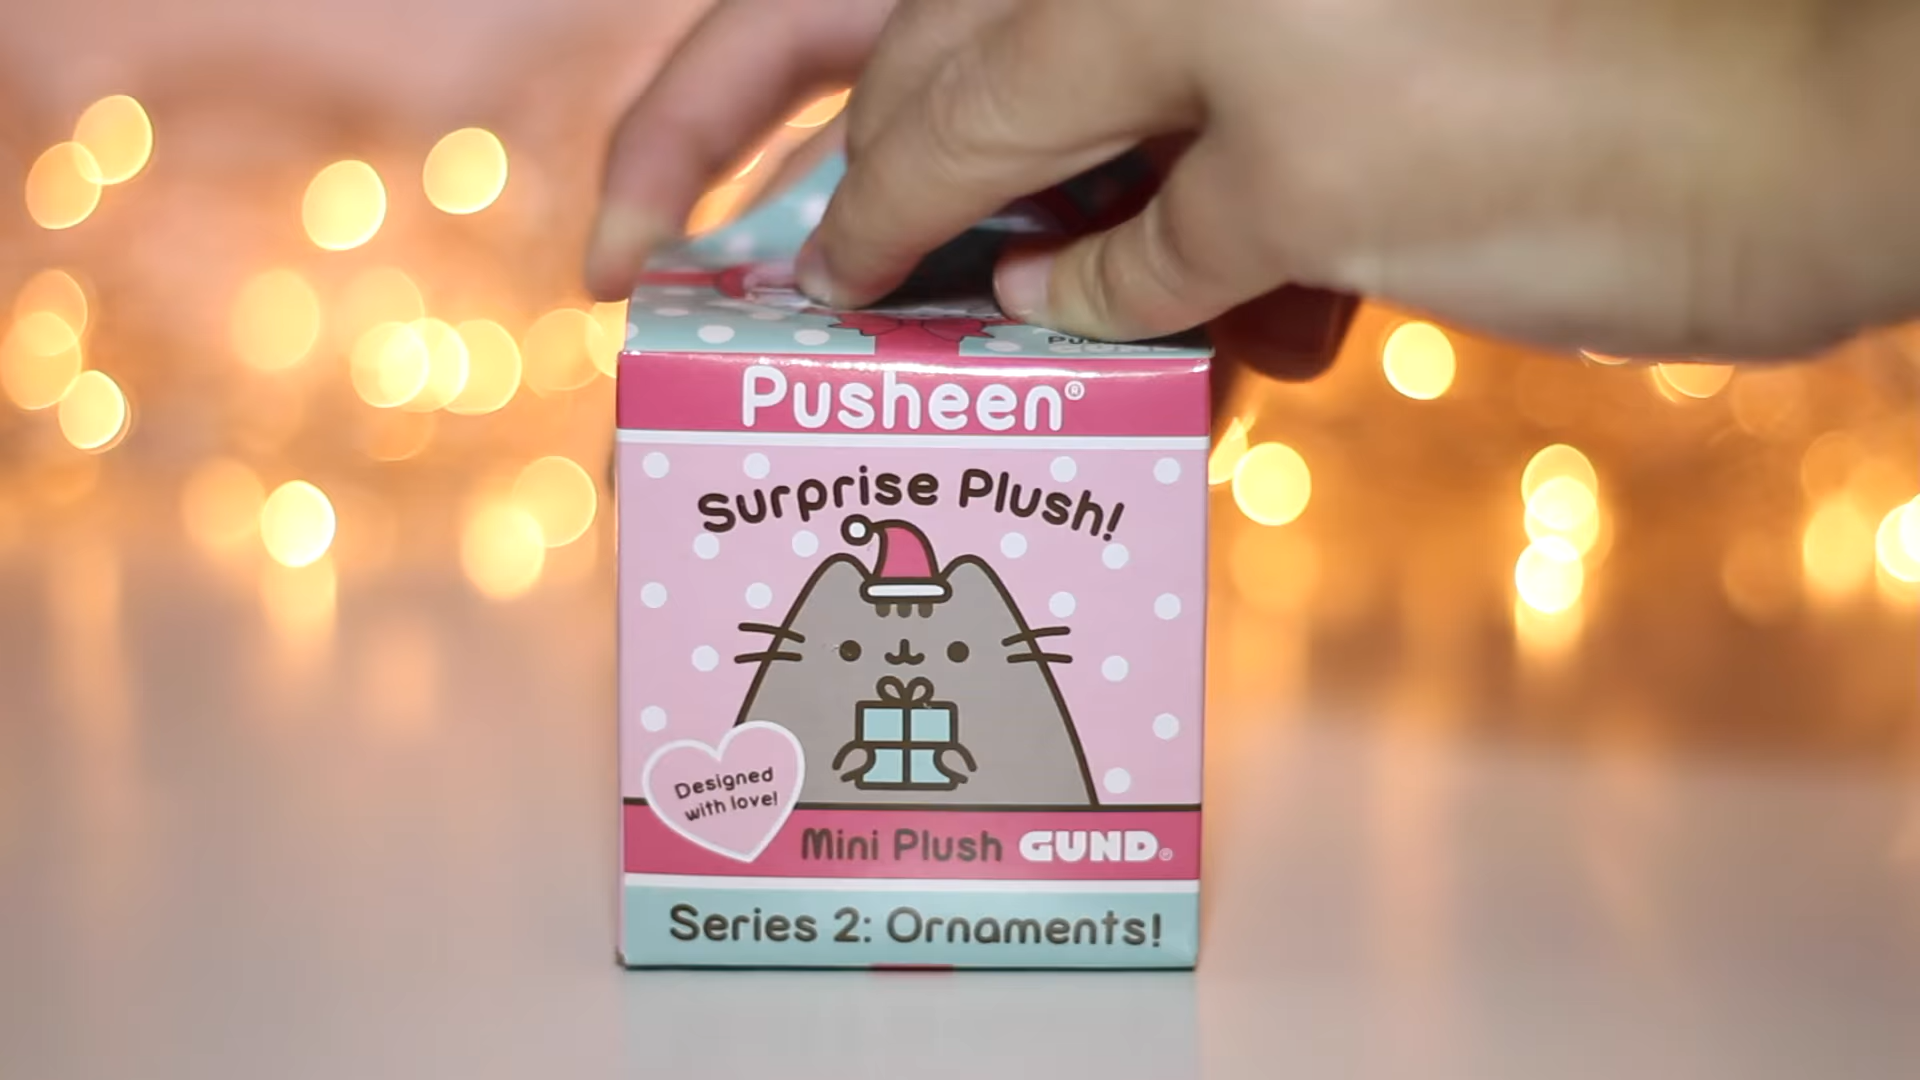 Pusheen®
Surprise Plush!
Designed
with love!
Mini Plush GUND®
Series 2: Ornaments!